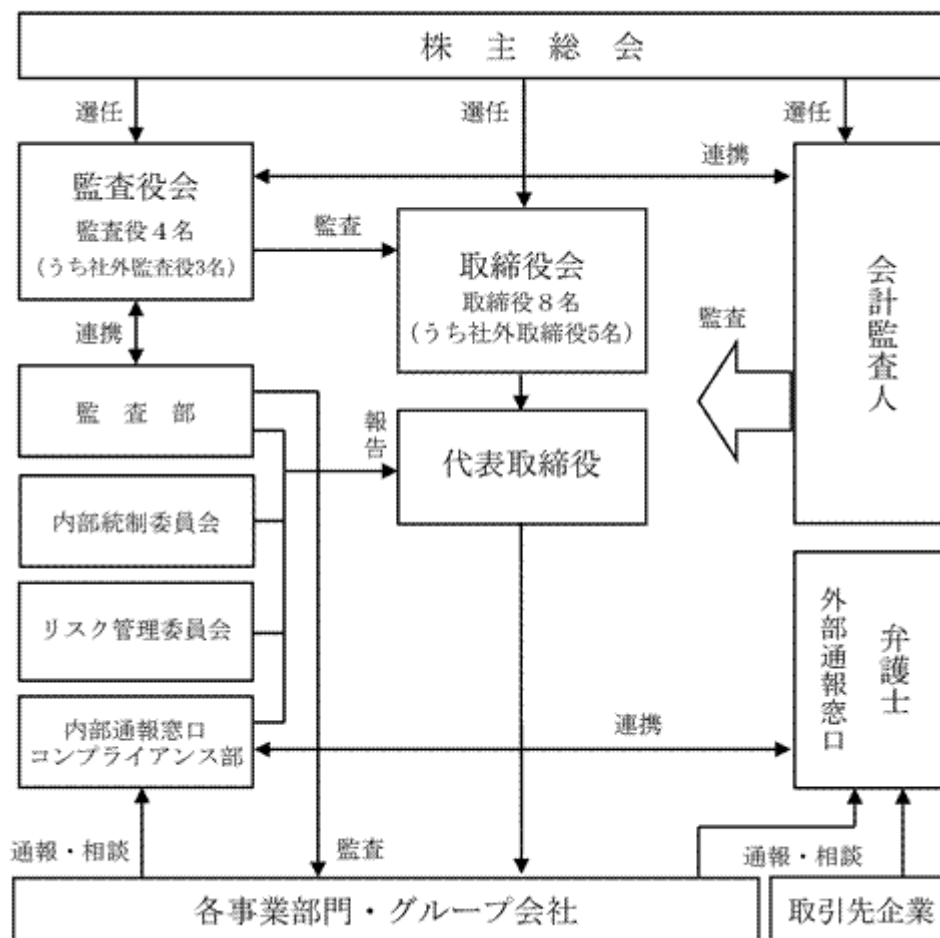 株主総会
選任
選任
選任
監査役会
監査役4名
(うち社外監査役3名)
連携
監査
取締役会
取締役8名
(うち社外取締役5名)
会計監査人
監査
連携
監査部
報告
代表取締役
内部統制委員会
リスク管理委員会
内部通報窓口
コンプライアンス部
連携
外部通報窓口
弁護士
通報・相談
監査
通報・相談
各事業部門・グループ会社
取引先企業